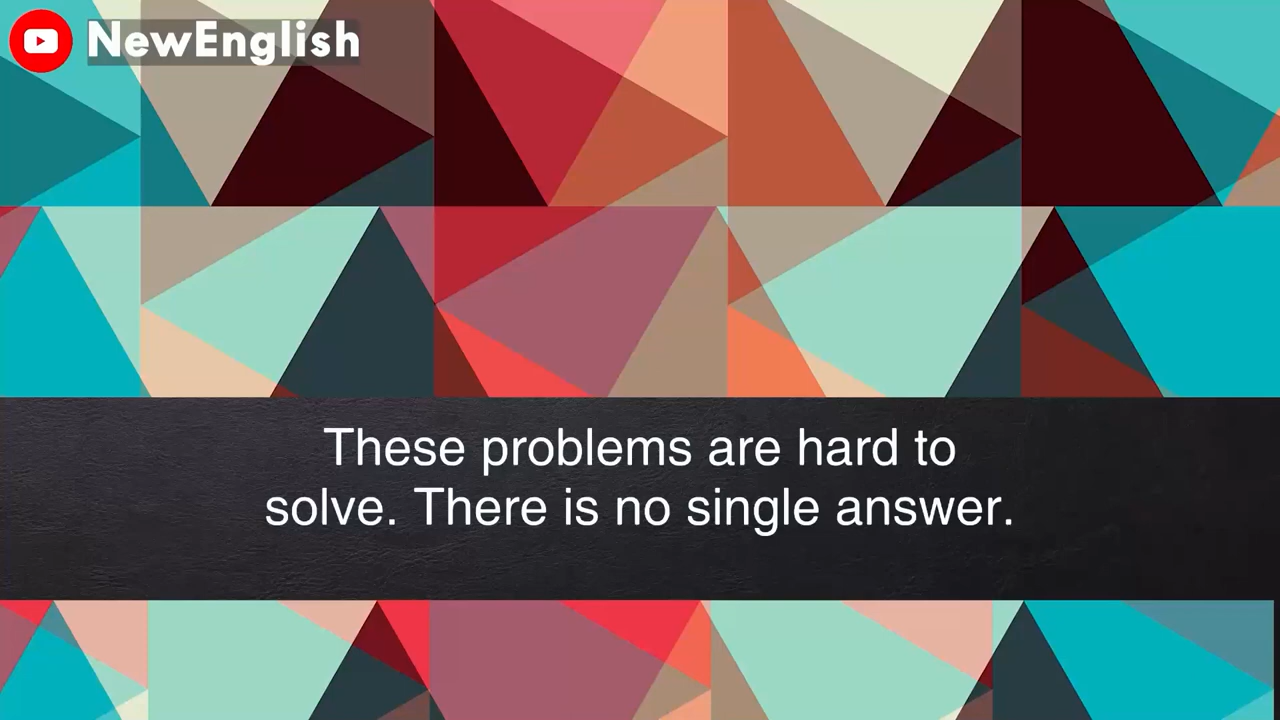 NewEnglish
These problems are hard to
solve. There is no single answer.